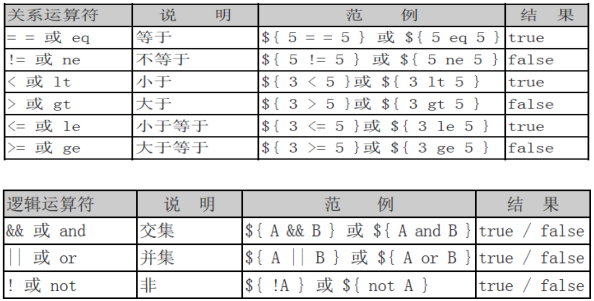 关系运算符 说 明 范 例 结 果
= = 或 eq 等于 ${ 5 = = 5 } 或 ${ 5 eq 5 } true
!= 或 ne 不等于 ${ 5 != 5 } 或 ${ 5 ne 5 } false
< 或 lt 小于 ${ 3 < 5 }或 ${ 3 lt 5 } true
> 或 gt 大于 ${ 3 > 5 }或 ${ 3 gt 5 } false
<= 或 le 小于等于 ${ 3 <= 5 }或 ${ 3 le 5 } true
>= 或 ge 大于等于 ${ 3 >= 5 }或 ${ 3 ge 5 } false
逻辑运算符 说 明 范 例 结 果
&& 或 and 交集 ${ A && B } 或 ${ A and B } true / false
|| 或 or 并集 ${ A || B } 或 ${ A or B } true / false
! 或 not 非 ${ !A } 或 ${ not A } true / false